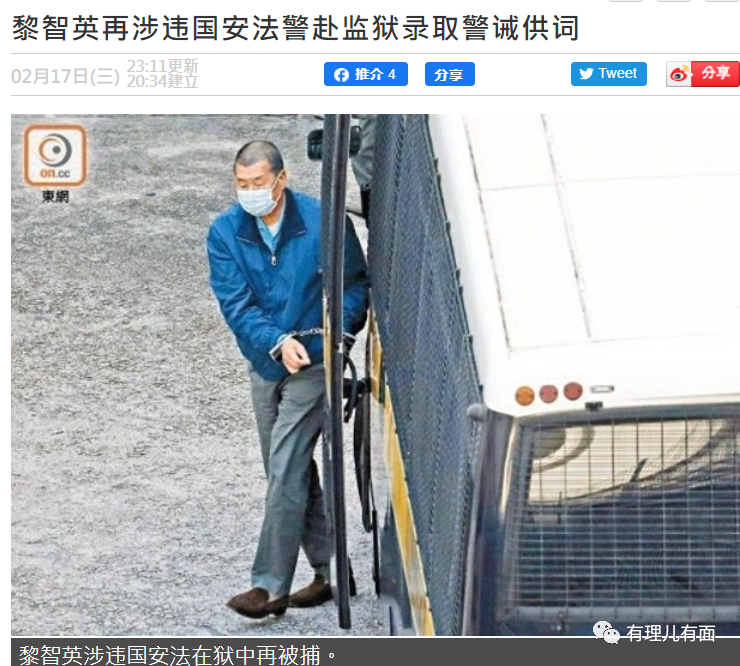 黎智英再涉违国安法警赴监狱录取警诫供词
02月17日(三) 23:11更新
20:34建立
推介 4
分享
Tweet
分享
on.cc
東網
有理儿有面
黎智英涉违国安法在狱中再被捕。